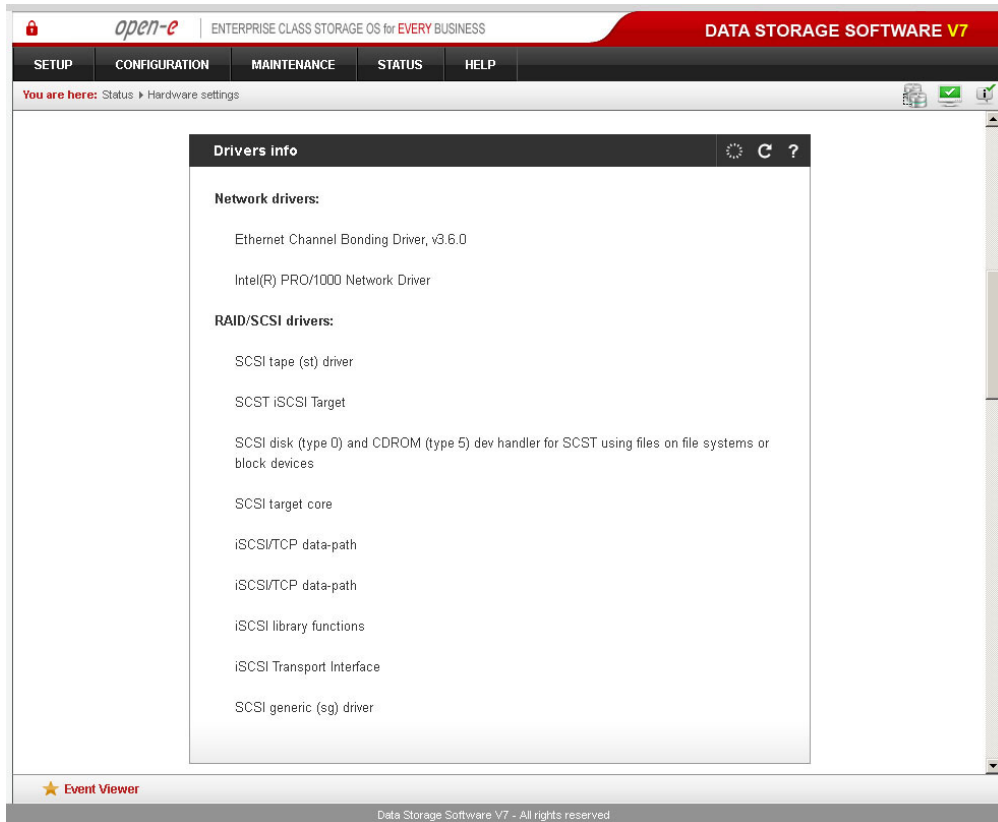 open-e ENTERPRISE CLASS STORAGE OS for EVERY BUSINESS DATA STORAGE SOFTWARE V7
SETUP CONFIGURATION MAINTENANCE STATUS HELP
You are here: Status Hardware settings
Drivers info ?
Network drivers:
Ethernet Channel Bonding Driver, v3.6.0
Intel(R) PRO/1000 Network Driver
RAID/SCSI drivers:
SCSI tape (st) driver
SCST iSCSI Target
SCSI disk (type 0) and CDROM (type 5) dev handler for SCST using files on file systems or
block devices
SCSI target core
iSCSI/TCP data-path
iSCSI/TCP data-path
iSCSI library functions
iSCSI Transport Interface
SCSI generic (sg) driver
Event Viewer
Data Storage Software V7 - All rights reserved